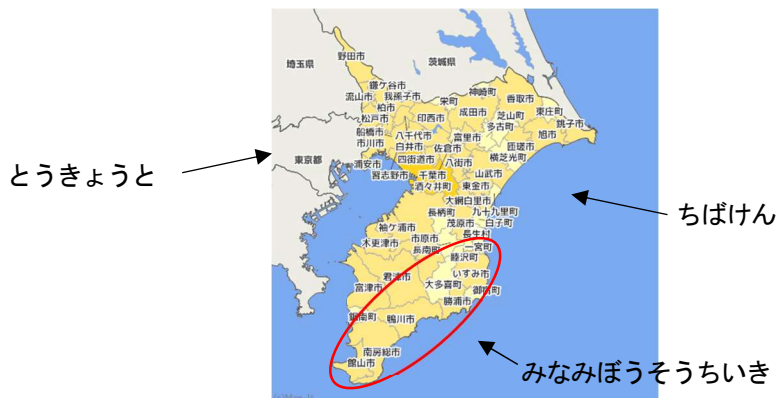 野田市
埼玉県
茨城県
鎌ケ谷市
神崎町
流山市
我孫子市
栄町
香取市
柏市
成田市
東庄町
松戸市
印西市
芝山町
銚子市
船橋市
八千代市
富里市
多古町
旭市
市川市
白井市
佐倉市
匝瑳市
東京都
浦安市
四街道市
八街市
横芝光町
とうきょうと
習志野市
千葉市
山武市
酒々井町
東金市
大網白里市
ちばけん
長柄町
九十九里町
袖ケ浦市
茂原市
白子町
木更津市
市原市
長生村
長南町
一宮町
睦沢町
君津市
いすみ市
富津市
大多喜町
御宿町
勝浦市
鋸南町
鴨川市
南房総市
館山市
みなみぼうそうちいき